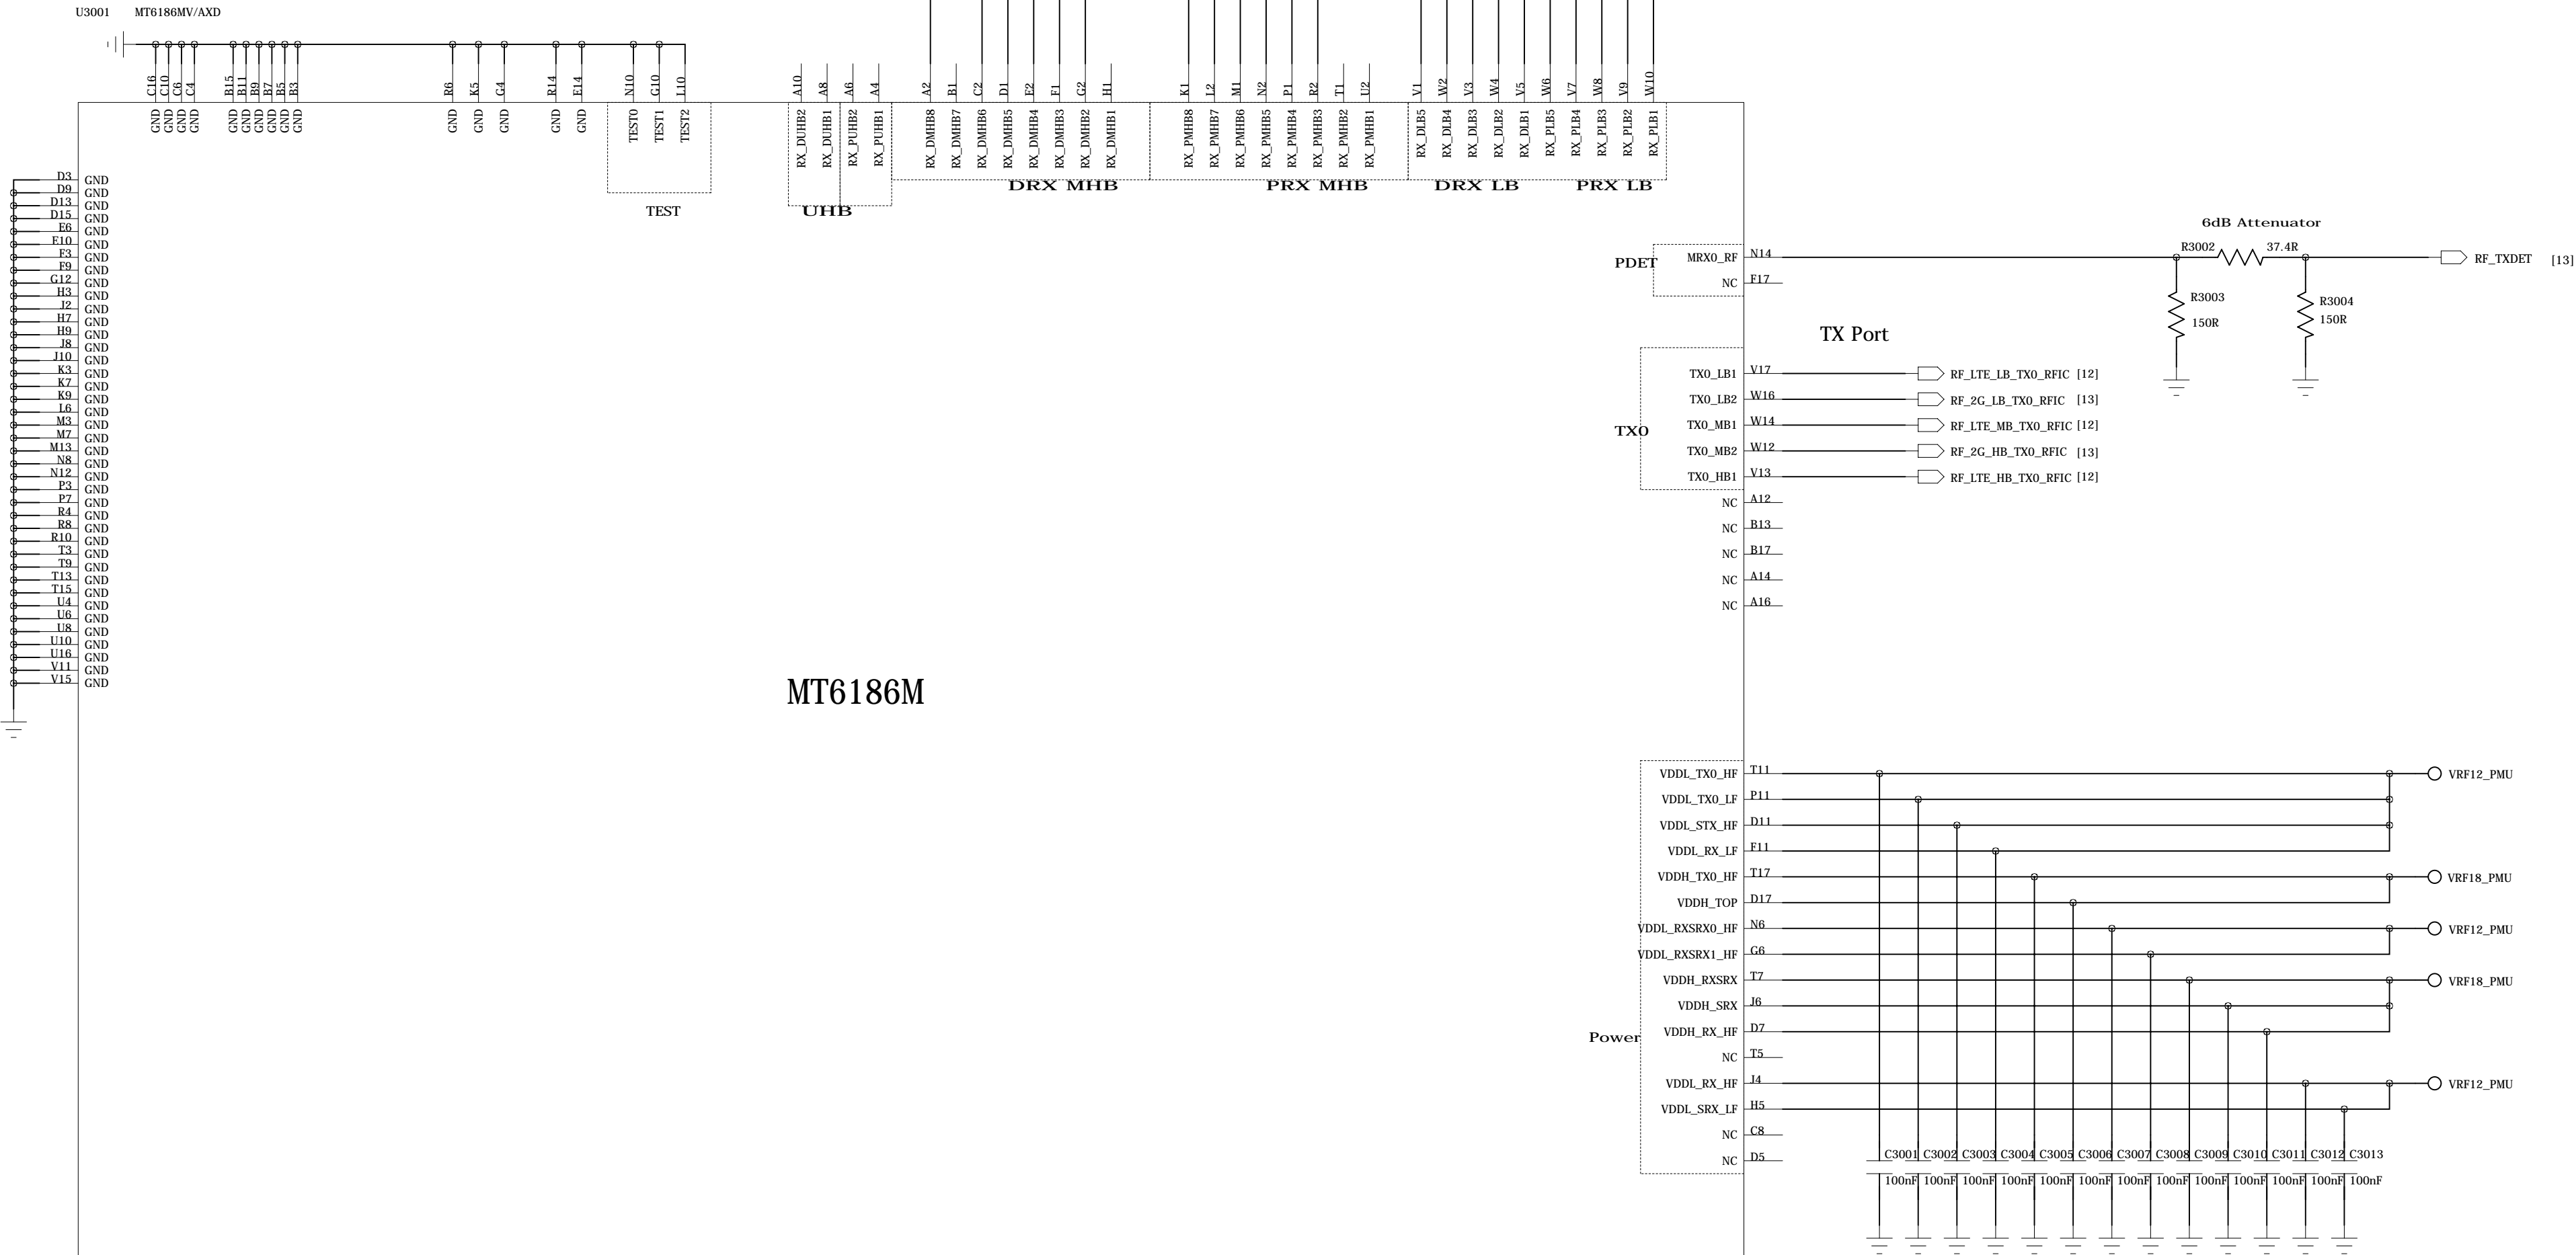 U3001 MT6186MV/AXD
C16 C10 C6 C4 B15 B11 B9 B7 B5 B3 R6 K5 G4 R14 E14 N10 G10 L10 A10 A8 A6 A4 A2 B1 C2 D1 E2 F1 G2 H1 K1 L2 M1 N2 P1 R2 T1 U2 V1 W2 V3 W4 V5 W6 V7 W8 V9 W10
GND GND GND GND GND GND GND GND GND GND GND GND GND GND GND TEST0 TEST1 TEST2 RX_DUHB2 RX_DUHB1 RX_PUHB2 RX_PUHB1 RX_DMHB8 RX_DMHB7 RX_DMHB6 RX_DMHB5 RX_DMHB4 RX_DMHB3 RX_DMHB2 RX_DMHB1 RX_PMHB8 RX_PMHB7 RX_PMHB6 RX_PMHB5 RX_PMHB4 RX_PMHB3 RX_PMHB2 RX_PMHB1 RX_DLB5 RX_DLB4 RX_DLB3 RX_DLB2 RX_DLB1 RX_PLB5 RX_PLB4 RX_PLB3 RX_PLB2 RX_PLB1
TEST UHB DRX MHB PRX MHB DRX LB PRX LB
D3 GND
D9 GND
D13 GND
D15 GND
E6 GND
E10 GND
F3 GND
F9 GND
G12 GND
H3 GND
J2 GND
H7 GND
H9 GND
J8 GND
J10 GND
K3 GND
K7 GND
K9 GND
L6 GND
M3 GND
M7 GND
M13 GND
N8 GND
N12 GND
P3 GND
P7 GND
R4 GND
R8 GND
R10 GND
T3 GND
T9 GND
T13 GND
T15 GND
U4 GND
U6 GND
U8 GND
U10 GND
U16 GND
V11 GND
V15 GND
MT6186M
6dB Attenuator
R3002 37.4R
PDET MRX0_RF N14 RF_TXDET [13]
NC F17
R3003
150R
R3004
150R
TX Port
TX0
TX0_LB1 V17 RF_LTE_LB_TX0_RFIC [12]
TX0_LB2 W16 RF_2G_LB_TX0_RFIC [13]
TX0_MB1 W14 RF_LTE_MB_TX0_RFIC [12]
TX0_MB2 W12 RF_2G_HB_TX0_RFIC [13]
TX0_HB1 V13 RF_LTE_HB_TX0_RFIC [12]
NC A12
NC B13
NC B17
NC A14
NC A16
Power
VDDL_TX0_HF T11 VRF12_PMU
VDDL_TX0_LF P11
VDDL_STX_HF D11
VDDL_RX_LF F11
VDDH_TX0_HF T17 VRF18_PMU
VDDH_TOP D17
VDDL_RXSRX0_HF N6 VRF12_PMU
VDDL_RXSRX1_HF G6
VDDH_RXSRX T7 VRF18_PMU
VDDH_SRX J6
VDDH_RX_HF D7
NC T5
VDDL_RX_HF J4 VRF12_PMU
VDDL_SRX_LF H5
NC C8
NC D5
C3001 C3002 C3003 C3004 C3005 C3006 C3007 C3008 C3009 C3010 C3011 C3012 C3013
100nF 100nF 100nF 100nF 100nF 100nF 100nF 100nF 100nF 100nF 100nF 100nF 100nF